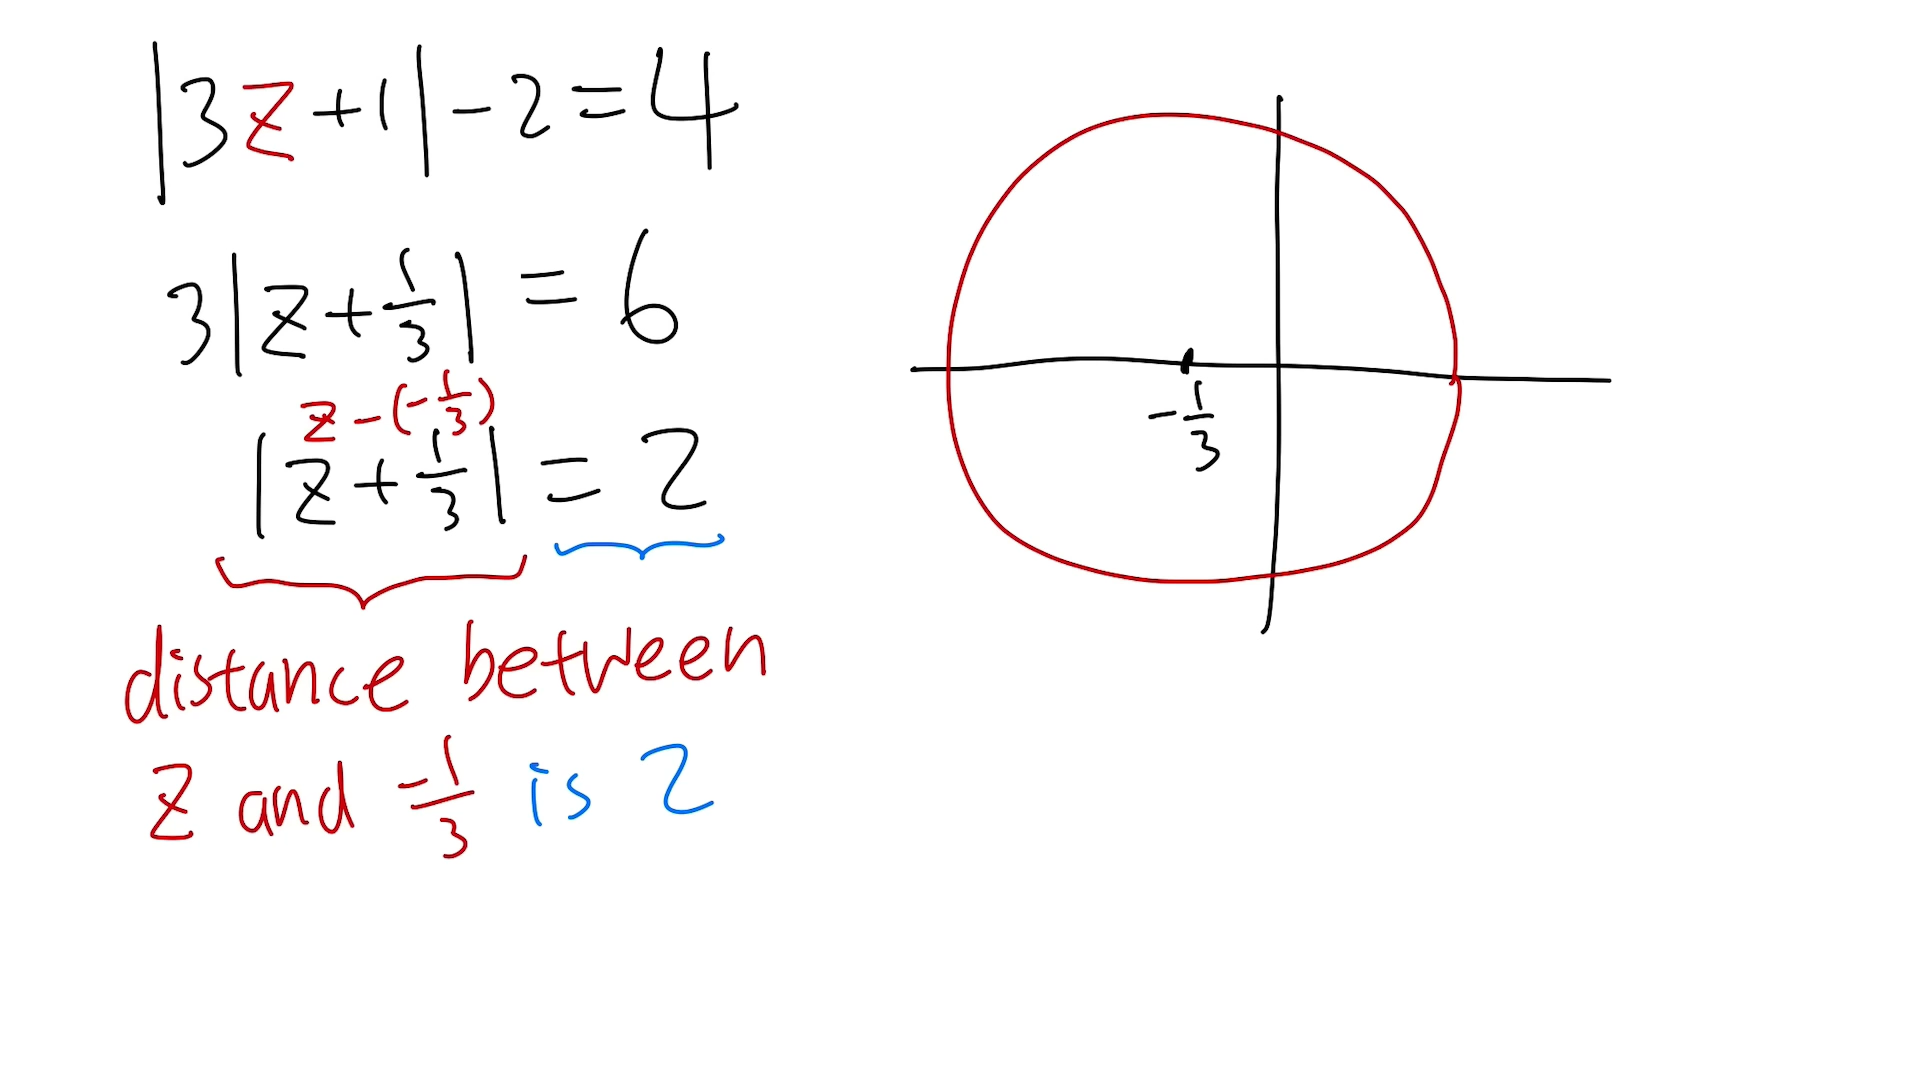 |3z+1|-2=4
3|z+1/3|=6
z-(-1/3)
|z+1/3|=2
distance between
z and -1/3 is 2
-1/3